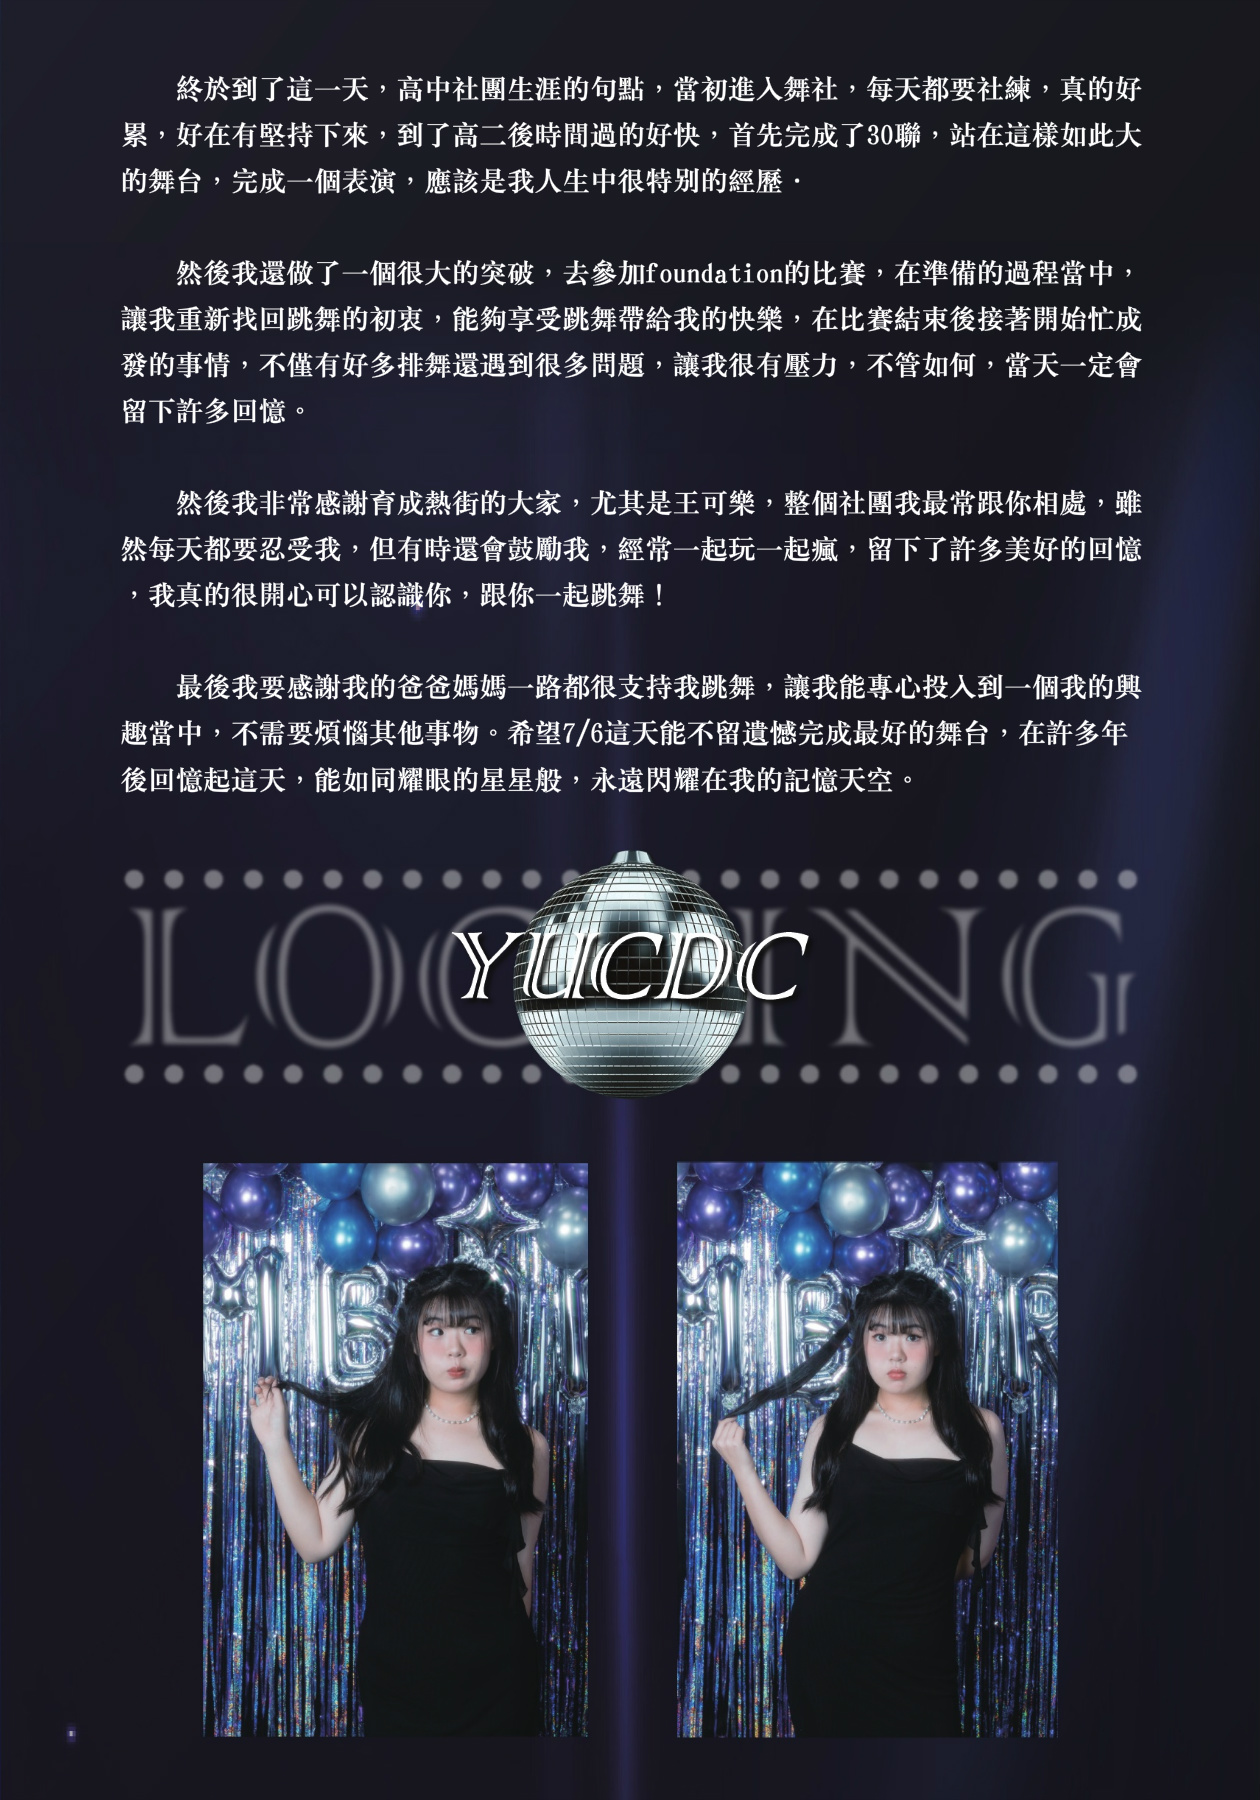 終於到了這一天，高中社團生涯的句點，當初進入舞社，每天都要社練，真的好
累，好在有堅持下來，到了高二後時間過的好快，首先完成了30聯，站在這樣如此大
的舞台，完成一個表演，應該是我人生中很特別的經歷．
然後我還做了一個很大的突破，去參加foundation的比賽，在準備的過程當中，
讓我重新找回跳舞的初衷，能夠享受跳舞帶給我的快樂，在比賽結束後接著開始忙成
發的事情，不僅有好多排舞還遇到很多問題，讓我很有壓力，不管如何，當天一定會
留下許多回憶。
然後我非常感謝育成熱街的大家，尤其是王可樂，整個社團我最常跟你相處，雖
然每天都要忍受我，但有時還會鼓勵我，經常一起玩一起瘋，留下了許多美好的回憶
，我真的很開心可以認識你，跟你一起跳舞！
最後我要感謝我的爸爸媽媽一路都很支持我跳舞，讓我能專心投入到一個我的興
趣當中，不需要煩惱其他事物。希望7/6這天能不留遺憾完成最好的舞台，在許多年
後回憶起這天，能如同耀眼的星星般，永遠閃耀在我的記憶天空。
YUCDC